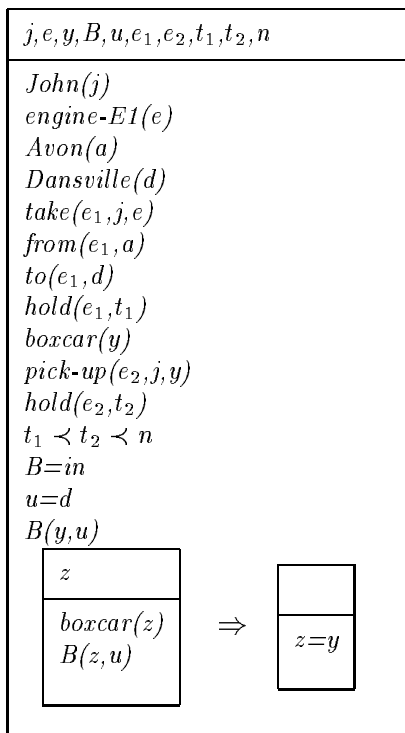 j,e,y,B,u,e₁,e₂,t₁,t₂,n
John(j)
engine-E1(e)
Avon(a)
Dansville(d)
take(e₁,j,e)
from(e₁,a)
to(e₁,d)
hold(e₁,t₁)
boxcar(y)
pick-up(e₂,j,y)
hold(e₂,t₂)
t₁ ≺ t₂ ≺ n
B=in
u=d
B(y,u)
z
boxcar(z)
B(z,u)
⇒
z=y